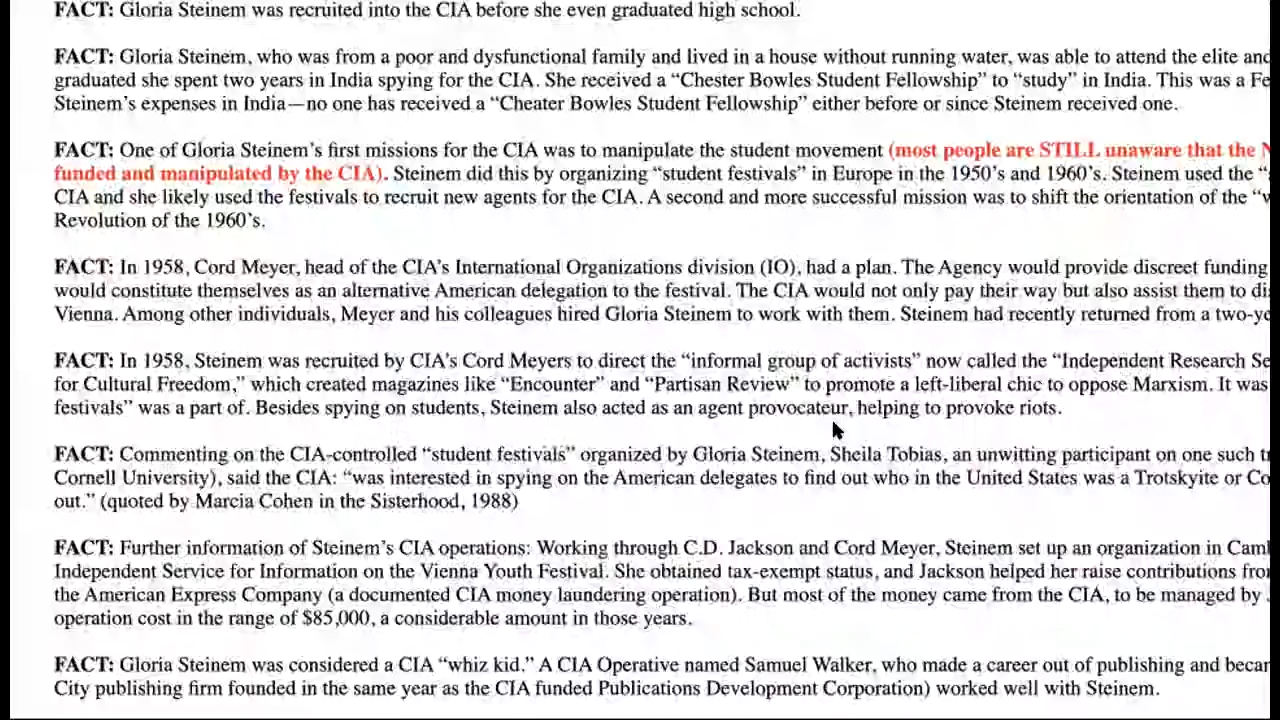 FACT: Gloria Steinem was recruited into the CIA before she even graduated high school.
FACT: Gloria Steinem, who was from a poor and dysfunctional family and lived in a house without running water, was able to attend the elite and
graduated she spent two years in India spying for the CIA. She received a “Chester Bowles Student Fellowship” to “study” in India. This was a Fe
Steinem’s expenses in India—no one has received a “Cheater Bowles Student Fellowship” either before or since Steinem received one.
FACT: One of Gloria Steinem’s first missions for the CIA was to manipulate the student movement (most people are STILL unaware that the N
funded and manipulated by the CIA). Steinem did this by organizing “student festivals” in Europe in the 1950’s and 1960’s. Steinem used the “
CIA and she likely used the festivals to recruit new agents for the CIA. A second and more successful mission was to shift the orientation of the “w
Revolution of the 1960’s.
FACT: In 1958, Cord Meyer, head of the CIA’s International Organizations division (IO), had a plan. The Agency would provide discreet funding
would constitute themselves as an alternative American delegation to the festival. The CIA would not only pay their way but also assist them to di
Vienna. Among other individuals, Meyer and his colleagues hired Gloria Steinem to work with them. Steinem had recently returned from a two-ye
FACT: In 1958, Steinem was recruited by CIA’s Cord Meyers to direct the “informal group of activists” now called the “Independent Research Se
for Cultural Freedom,” which created magazines like “Encounter” and “Partisan Review” to promote a left-liberal chic to oppose Marxism. It was
festivals” was a part of. Besides spying on students, Steinem also acted as an agent provocateur, helping to provoke riots.
FACT: Commenting on the CIA-controlled “student festivals” organized by Gloria Steinem, Sheila Tobias, an unwitting participant on one such t
Cornell University), said the CIA: “was interested in spying on the American delegates to find out who in the United States was a Trotskyite or Co
out.” (quoted by Marcia Cohen in the Sisterhood, 1988)
FACT: Further information of Steinem’s CIA operations: Working through C.D. Jackson and Cord Meyer, Steinem set up an organization in Cam
Independent Service for Information on the Vienna Youth Festival. She obtained tax-exempt status, and Jackson helped her raise contributions fro
the American Express Company (a documented CIA money laundering operation). But most of the money came from the CIA, to be managed by
operation cost in the range of $85,000, a considerable amount in those years.
FACT: Gloria Steinem was considered a CIA “whiz kid.” A CIA Operative named Samuel Walker, who made a career out of publishing and becam
City publishing firm founded in the same year as the CIA funded Publications Development Corporation) worked well with Steinem.